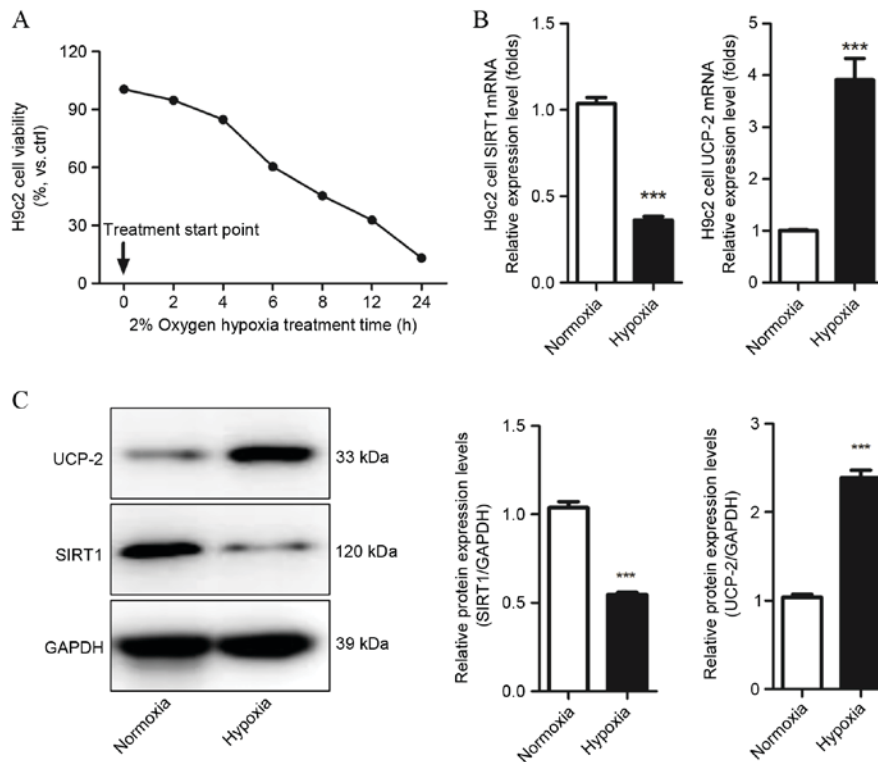 A
H9c2 cell viability
(%, vs. ctrl)
120
90
60
30
0
Treatment start point
0 2 4 6 8 12 24
2% Oxygen hypoxia treatment time (h)
B
H9c2 cell SIRT1mRNA
Relative expression level (folds)
1.5
1.0
0.5
0.0
***
Normoxia
Hypoxia
H9c2 cell UCP-2 mRNA
Relative expression level (folds)
5
4
3
2
1
0
***
Normoxia
Hypoxia
C
UCP-2
33 kDa
SIRT1
120 kDa
GAPDH
39 kDa
Normoxia
Hypoxia
Relative protein expression levels
(SIRT1/GAPDH)
1.5
1.0
0.5
0.0
***
Normoxia
Hypoxia
Relative protein expression levels
(UCP-2/GAPDH)
3
2
1
0
***
Normoxia
Hypoxia